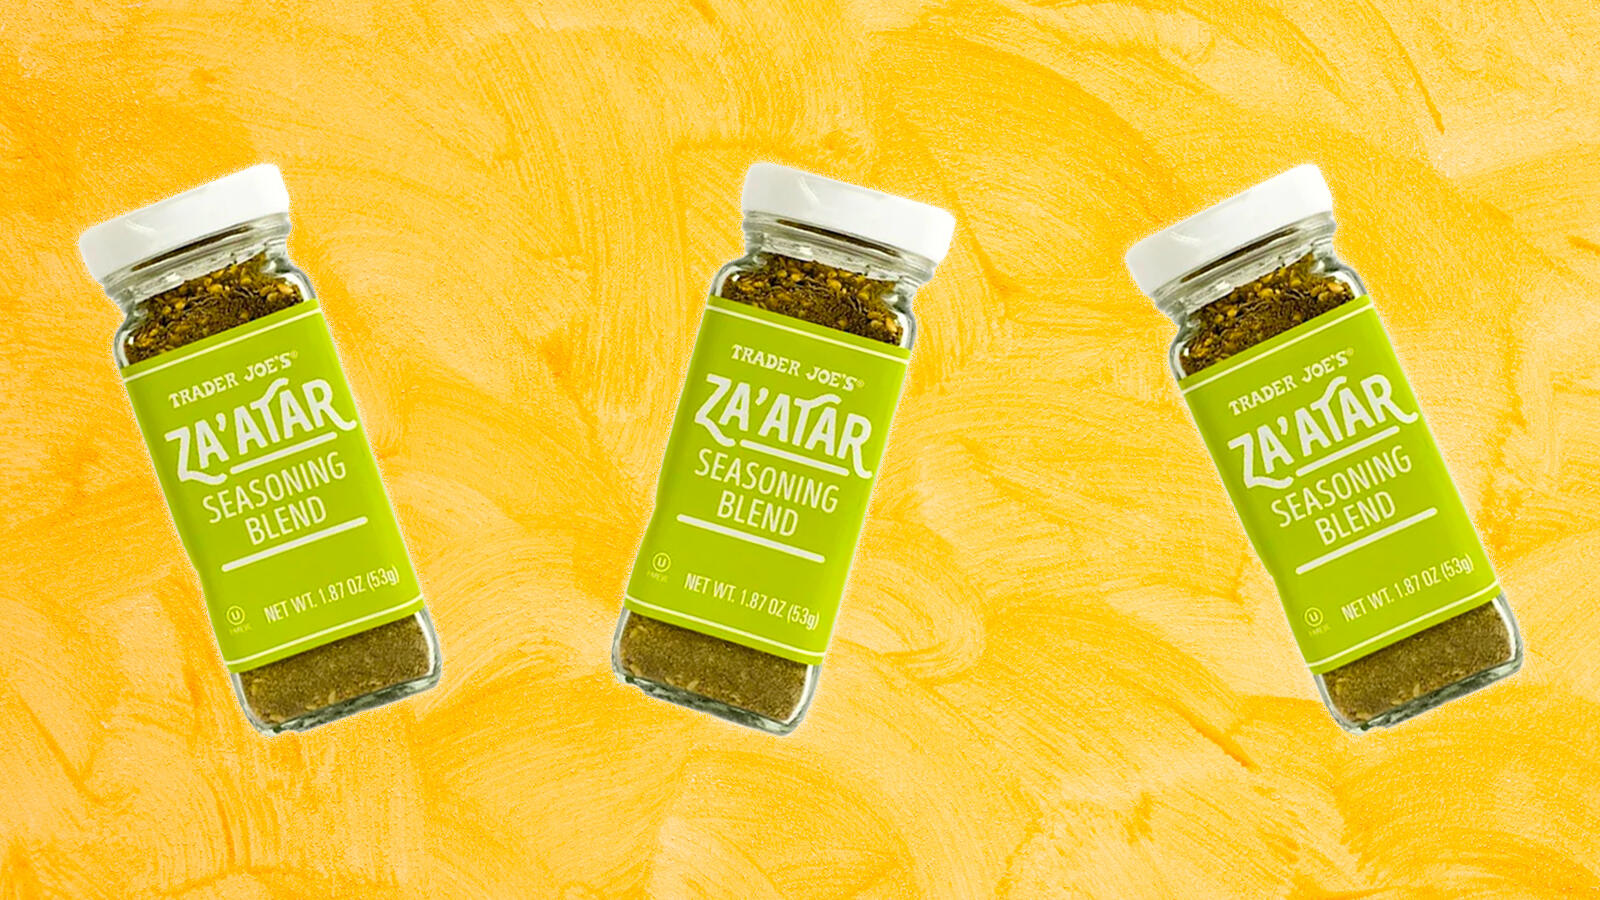 TRADER JOE'S®
ZA'ATAR
SEASONING
BLEND
U
NET WT. 1.87 OZ (53g)
TRADER JOE'S®
ZA'ATAR
SEASONING
BLEND
U
NET WT. 1.87 OZ (53g)
TRADER JOE'S®
ZA'ATAR
SEASONING
BLEND
U
NET WT. 1.87 OZ (53g)